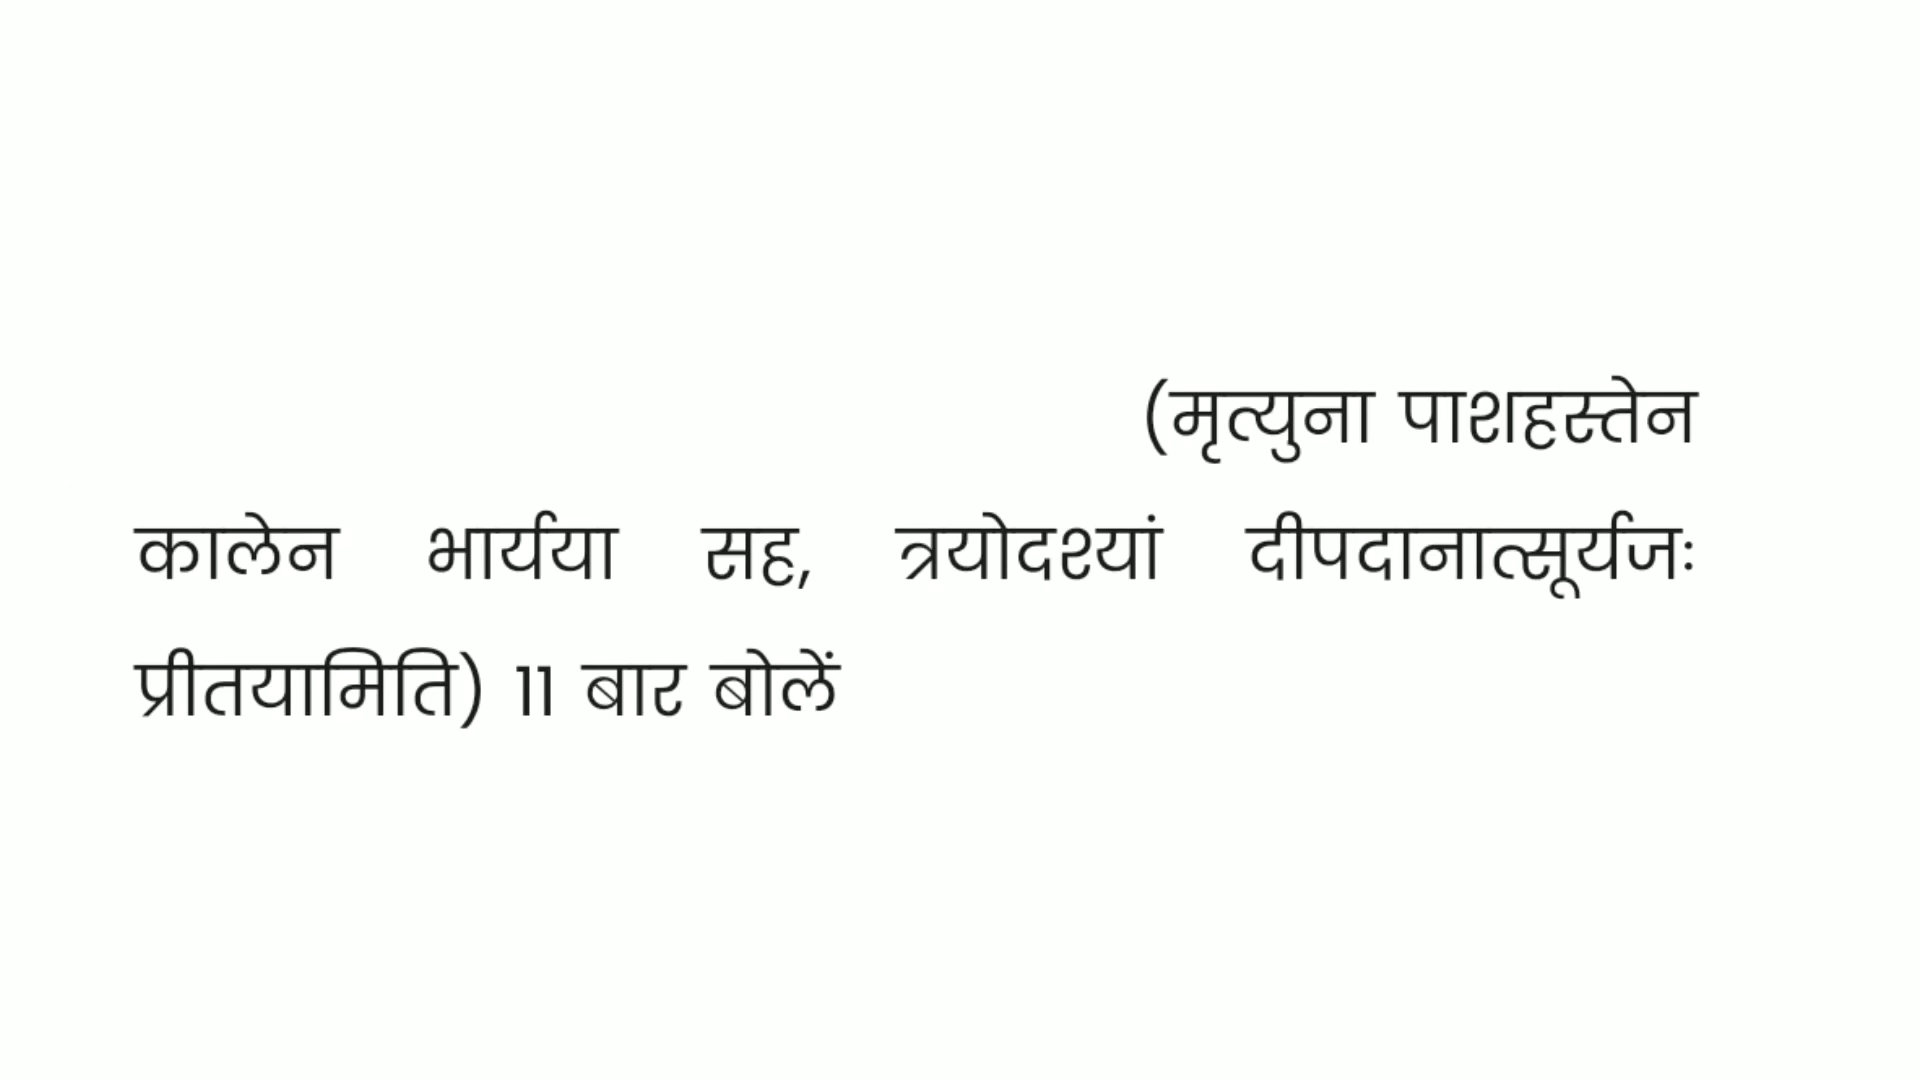 (मृत्युना पाशहस्तेन
कालेन भार्यया सह, त्रयोदश्यां दीपदानात्सूर्यजः
प्रीतयामिति) 11 बार बोलें